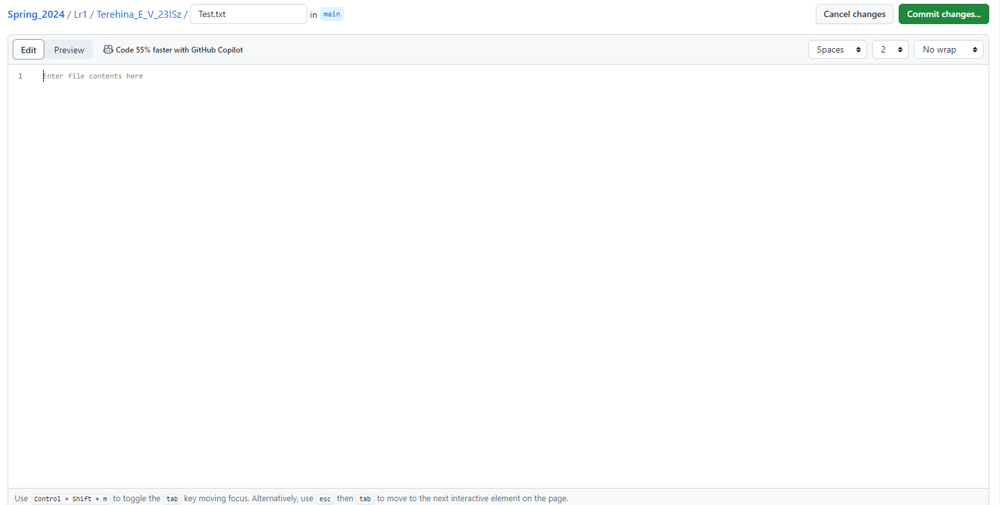 Spring_2024 / Lr1 / Terehina_E_V_23ISz / Test.txt in main Cancel changes Commit changes...
Edit Preview Code 55% faster with GitHub Copilot Spaces 2 No wrap
1 Enter file contents here
Use Control + Shift + m to toggle the tab key moving focus. Alternatively, use esc then tab to move to the next interactive element on the page.